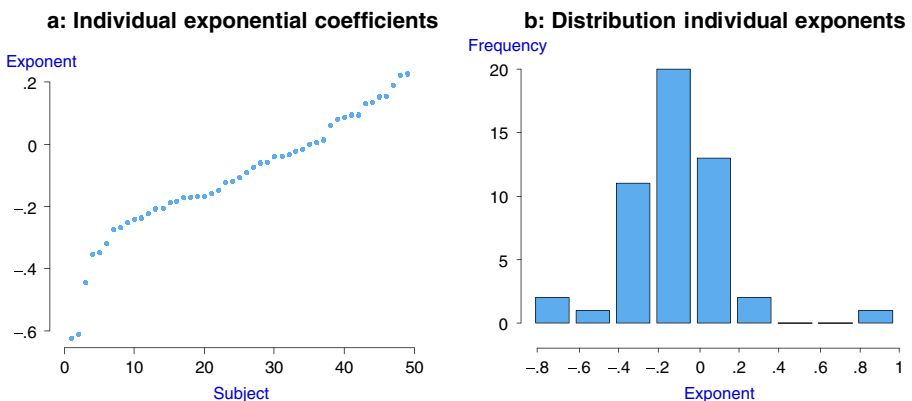 a: Individual exponential coefficients
Exponent
.2
0
−.2
−.4
−.6
0 10 20 30 40 50
Subject
b: Distribution individual exponents
Frequency
20
15
10
5
0
−.8 −.6 −.4 −.2 0 .2 .4 .6 .8 1
Exponent